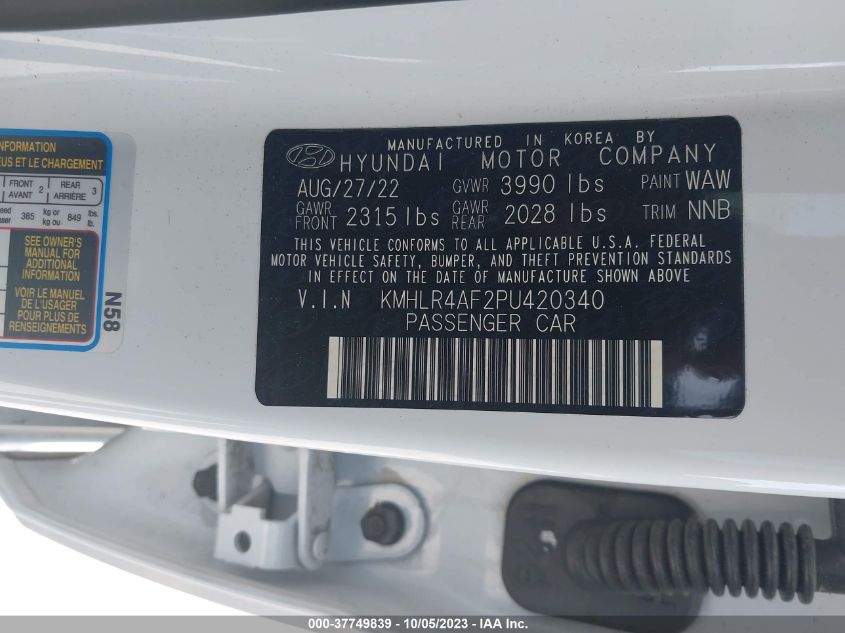 INFORMATION
EUS ET LE CHARGEMENT
FRONT AVANT 2 REAR ARRIÈRE 3
385 kg or kg ou 849 lbs. lb.
SEE OWNER'S
MANUAL FOR
ADDITIONAL
INFORMATION
VOIR LE MANUEL
DE L'USAGER
POUR PLUS DE
RENSEIGNEMENTS
N58
MANUFACTURED IN KOREA BY
HYUNDAI MOTOR COMPANY
AUG/27/22 GVWR 3990 lbs PAINT WAW
GAWR FRONT 2315 lbs GAWR REAR 2028 lbs TRIM NNB
THIS VEHICLE CONFORMS TO ALL APPLICABLE U.S.A. FEDERAL
MOTOR VEHICLE SAFETY, BUMPER, AND THEFT PREVENTION STANDARDS
IN EFFECT ON THE DATE OF MANUFACTURE SHOWN ABOVE
V.I.N KMHLR4AF2PU420340
PASSENGER CAR
000-37749839 - 10/05/2023 - © IAA, Inc.